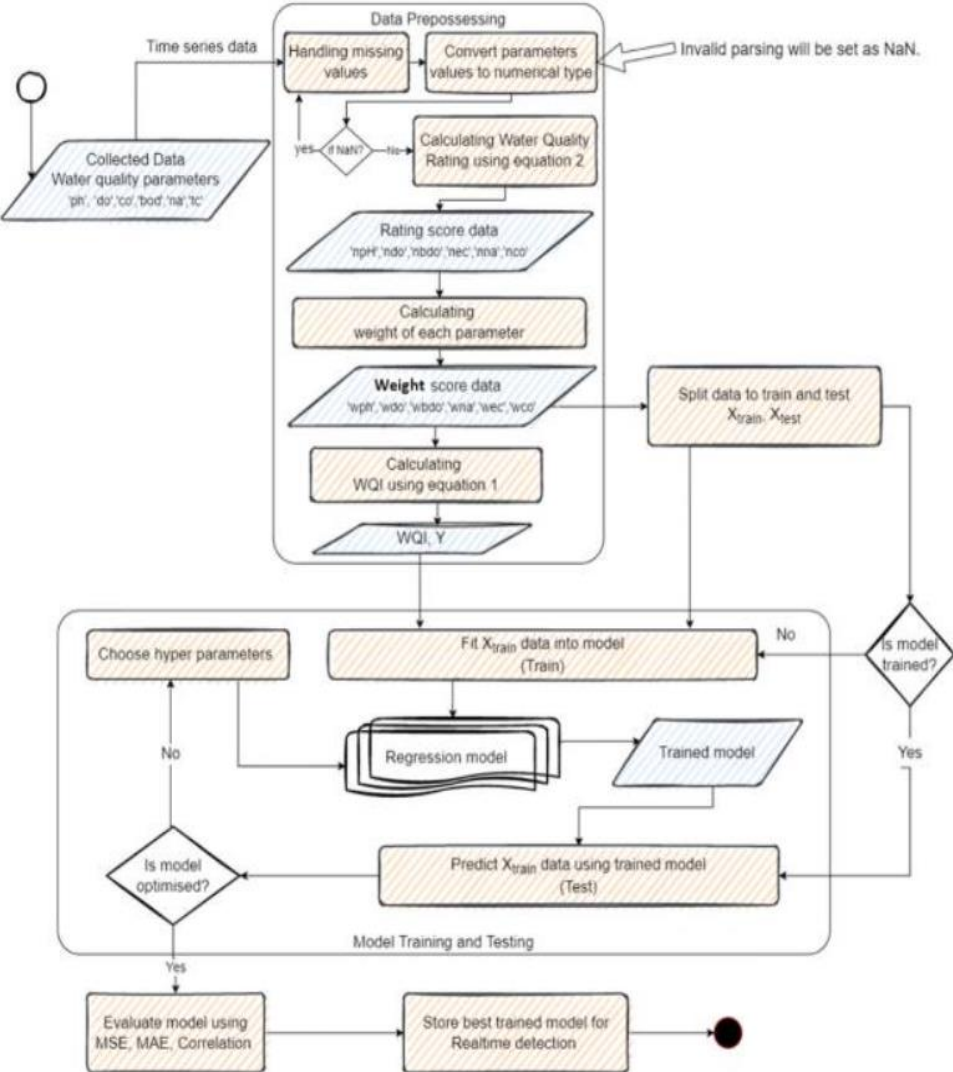 Data Prepossessing
Time series data
Handling missing
values
Convert parameters
values to numerical type
Invalid parsing will be set as NaN.
Collected Data
Water quality parameters
'ph', 'do','co','bod','na','tc'
yes
if NaN?
No
Calculating Water Quality
Rating using equation 2
Rating score data
'npH','ndo','nbdo','nec','nna','nco'
Calculating
weight of each parameter
Weight score data
'wph','wdo','wbdo','wna','wec','wco'
Split data to train and test
Xtrain, Xtest
Calculating
WQI using equation 1
WQI, Y
Choose hyper parameters
Fit Xtrain data into model
(Train)
No
Is model
trained?
No
Regression model
Trained model
Yes
Is model
optimised?
Predict Xtrain data using trained model
(Test)
Model Training and Testing
Yes
Evaluate model using
MSE, MAE, Correlation
Store best trained model for
Realtime detection